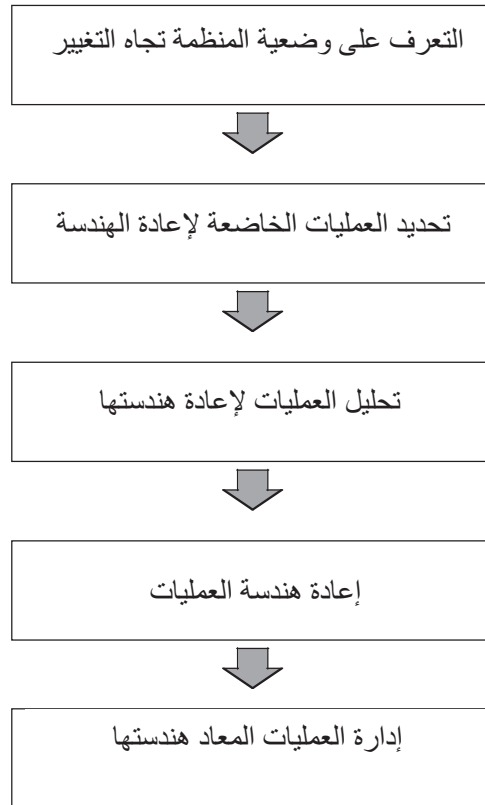 التعرف على وضعية المنظمة تجاه التغيير
تحديد العمليات الخاضعة لإعادة الهندسة
تحليل العمليات لإعادة هندستها
إعادة هندسة العمليات
إدارة العمليات المعاد هندستها